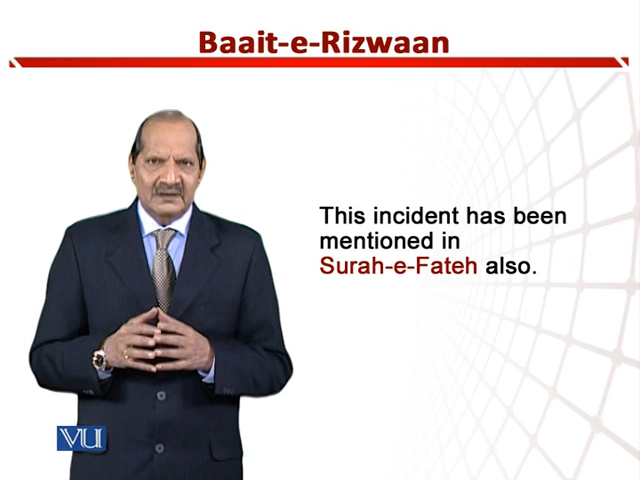 Baait-e-Rizwaan
This incident has been
mentioned in
Surah-e-Fateh also.
VU